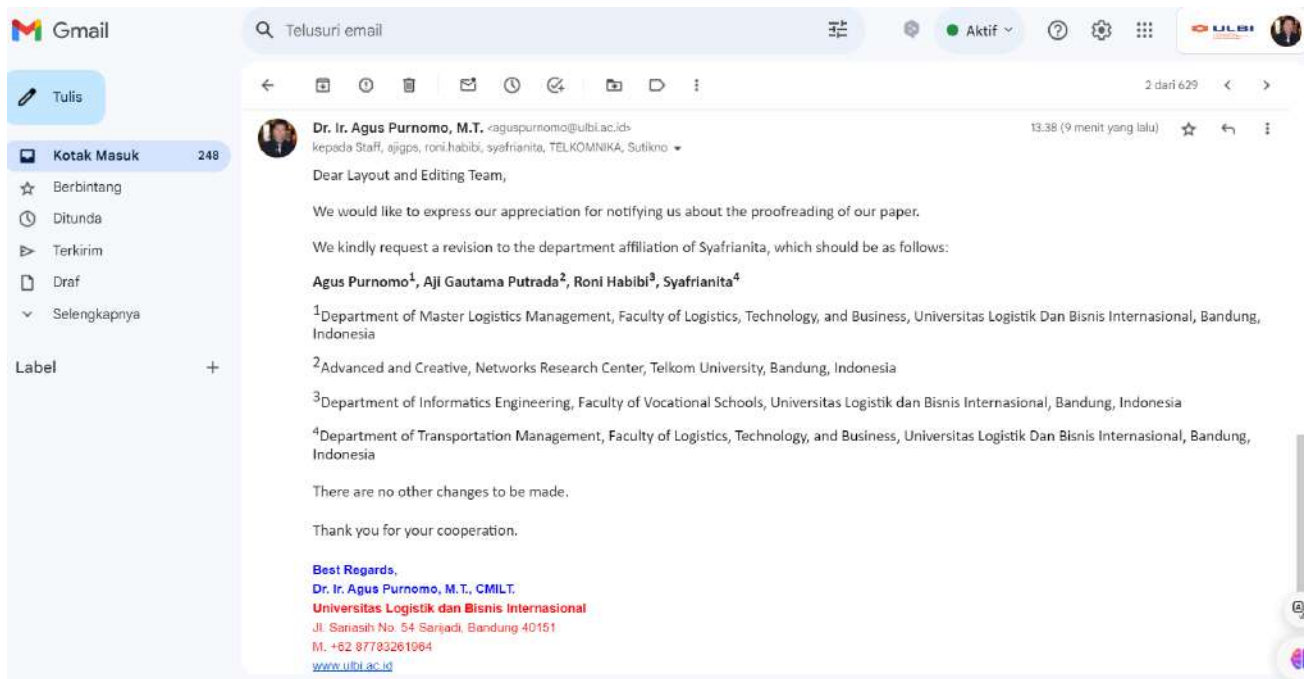 Gmail
Telusuri email
Aktif
ULBI
Tulis
2 dari 629
Dr. Ir. Agus Purnomo, M.T. <aguspurnomo@ulbi.ac.id>
13.38 (9 menit yang lalu)
kepada Staff, ajigps, roni.habibi, syafrianita, TELKOMNIKA, Sutikno
Kotak Masuk 248
Berbintang
Ditunda
Terkirim
Draf
Selengkapnya
Label
Dear Layout and Editing Team,
We would like to express our appreciation for notifying us about the proofreading of our paper.
We kindly request a revision to the department affiliation of Syafrianita, which should be as follows:
Agus Purnomo1, Aji Gautama Putrada2, Roni Habibi3, Syafrianita4
1Department of Master Logistics Management, Faculty of Logistics, Technology, and Business, Universitas Logistik Dan Bisnis Internasional, Bandung,
Indonesia
2Advanced and Creative, Networks Research Center, Telkom University, Bandung, Indonesia
3Department of Informatics Engineering, Faculty of Vocational Schools, Universitas Logistik dan Bisnis Internasional, Bandung, Indonesia
4Department of Transportation Management, Faculty of Logistics, Technology, and Business, Universitas Logistik Dan Bisnis Internasional, Bandung,
Indonesia
There are no other changes to be made.
Thank you for your cooperation.
Best Regards,
Dr. Ir. Agus Purnomo, M.T., CMILT.
Universitas Logistik dan Bisnis Internasional
Jl. Sariasih No. 54 Sarijadi, Bandung 40151
M. +62 87783261964
www.ulbi.ac.id